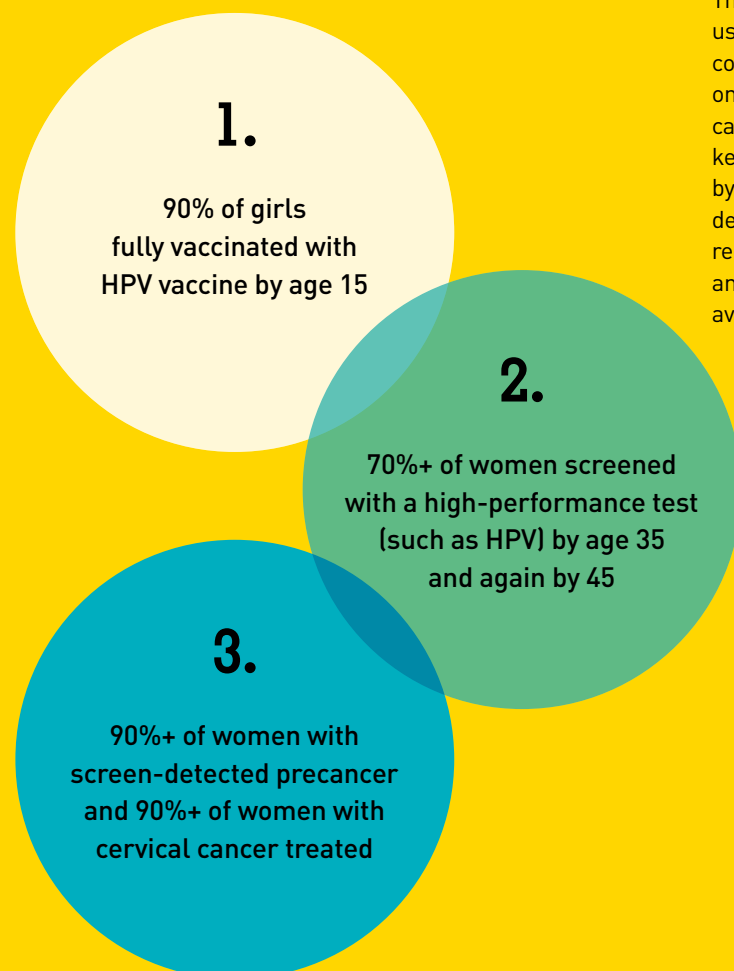 1.
90% of girls
fully vaccinated with
HPV vaccine by age 15
2.
70%+ of women screened
with a high-performance test
(such as HPV) by age 35
and again by 45
3.
90%+ of women with
screen-detected precancer
and 90%+ of women with
cervical cancer treated